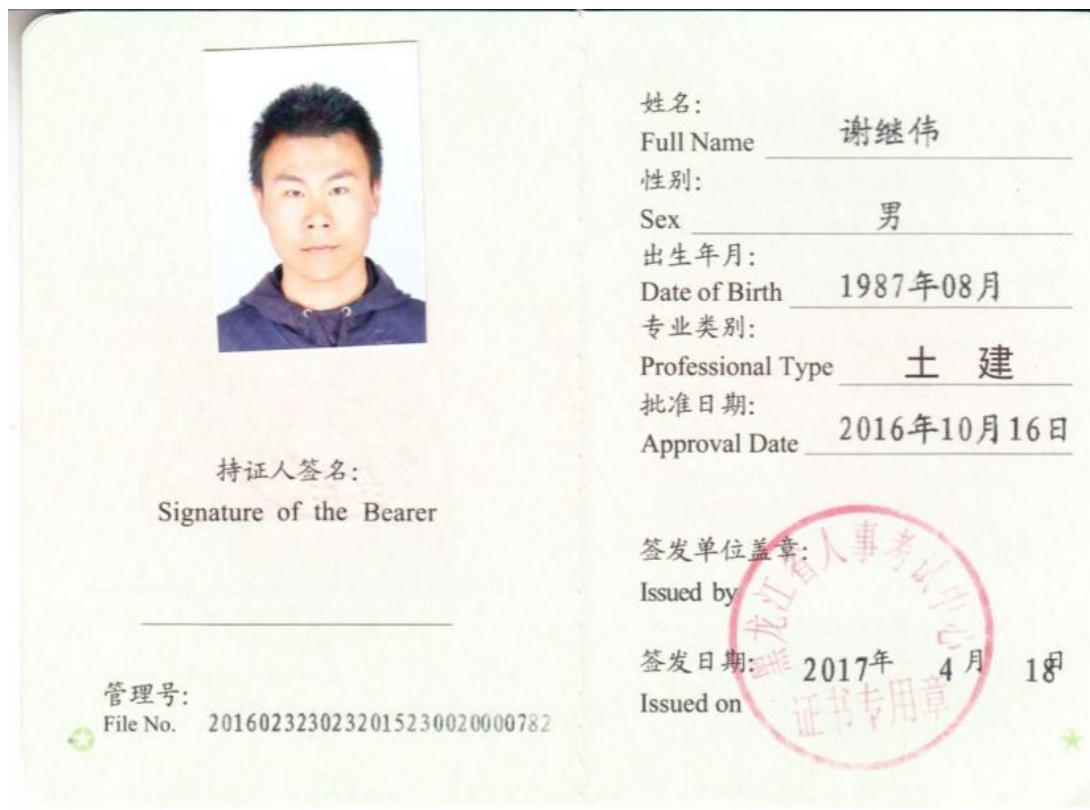 持证人签名:
Signature of the Bearer
管理号:
File No. 2016023230232015230020000782
姓名:
Full Name 谢继伟
性别:
Sex 男
出生年月:
Date of Birth 1987年08月
专业类别:
Professional Type 土 建
批准日期:
Approval Date 2016年10月16日
签发单位盖章:
Issued by
黑龙江省人事考试中心
证书专用章
签发日期: 2017年 4月 18日
Issued on